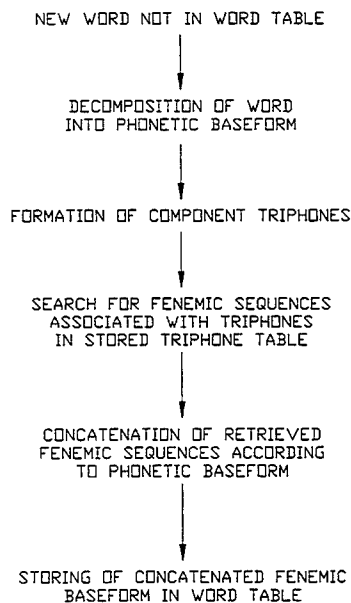 NEW WORD NOT IN WORD TABLE
DECOMPOSITION OF WORD
INTO PHONETIC BASEFORM
FORMATION OF COMPONENT TRIPHONES
SEARCH FOR FENEMIC SEQUENCES
ASSOCIATED WITH TRIPHONES
IN STORED TRIPHONE TABLE
CONCATENATION OF RETRIEVED
FENEMIC SEQUENCES ACCORDING
TO PHONETIC BASEFORM
STORING OF CONCATENATED FENEMIC
BASEFORM IN WORD TABLE